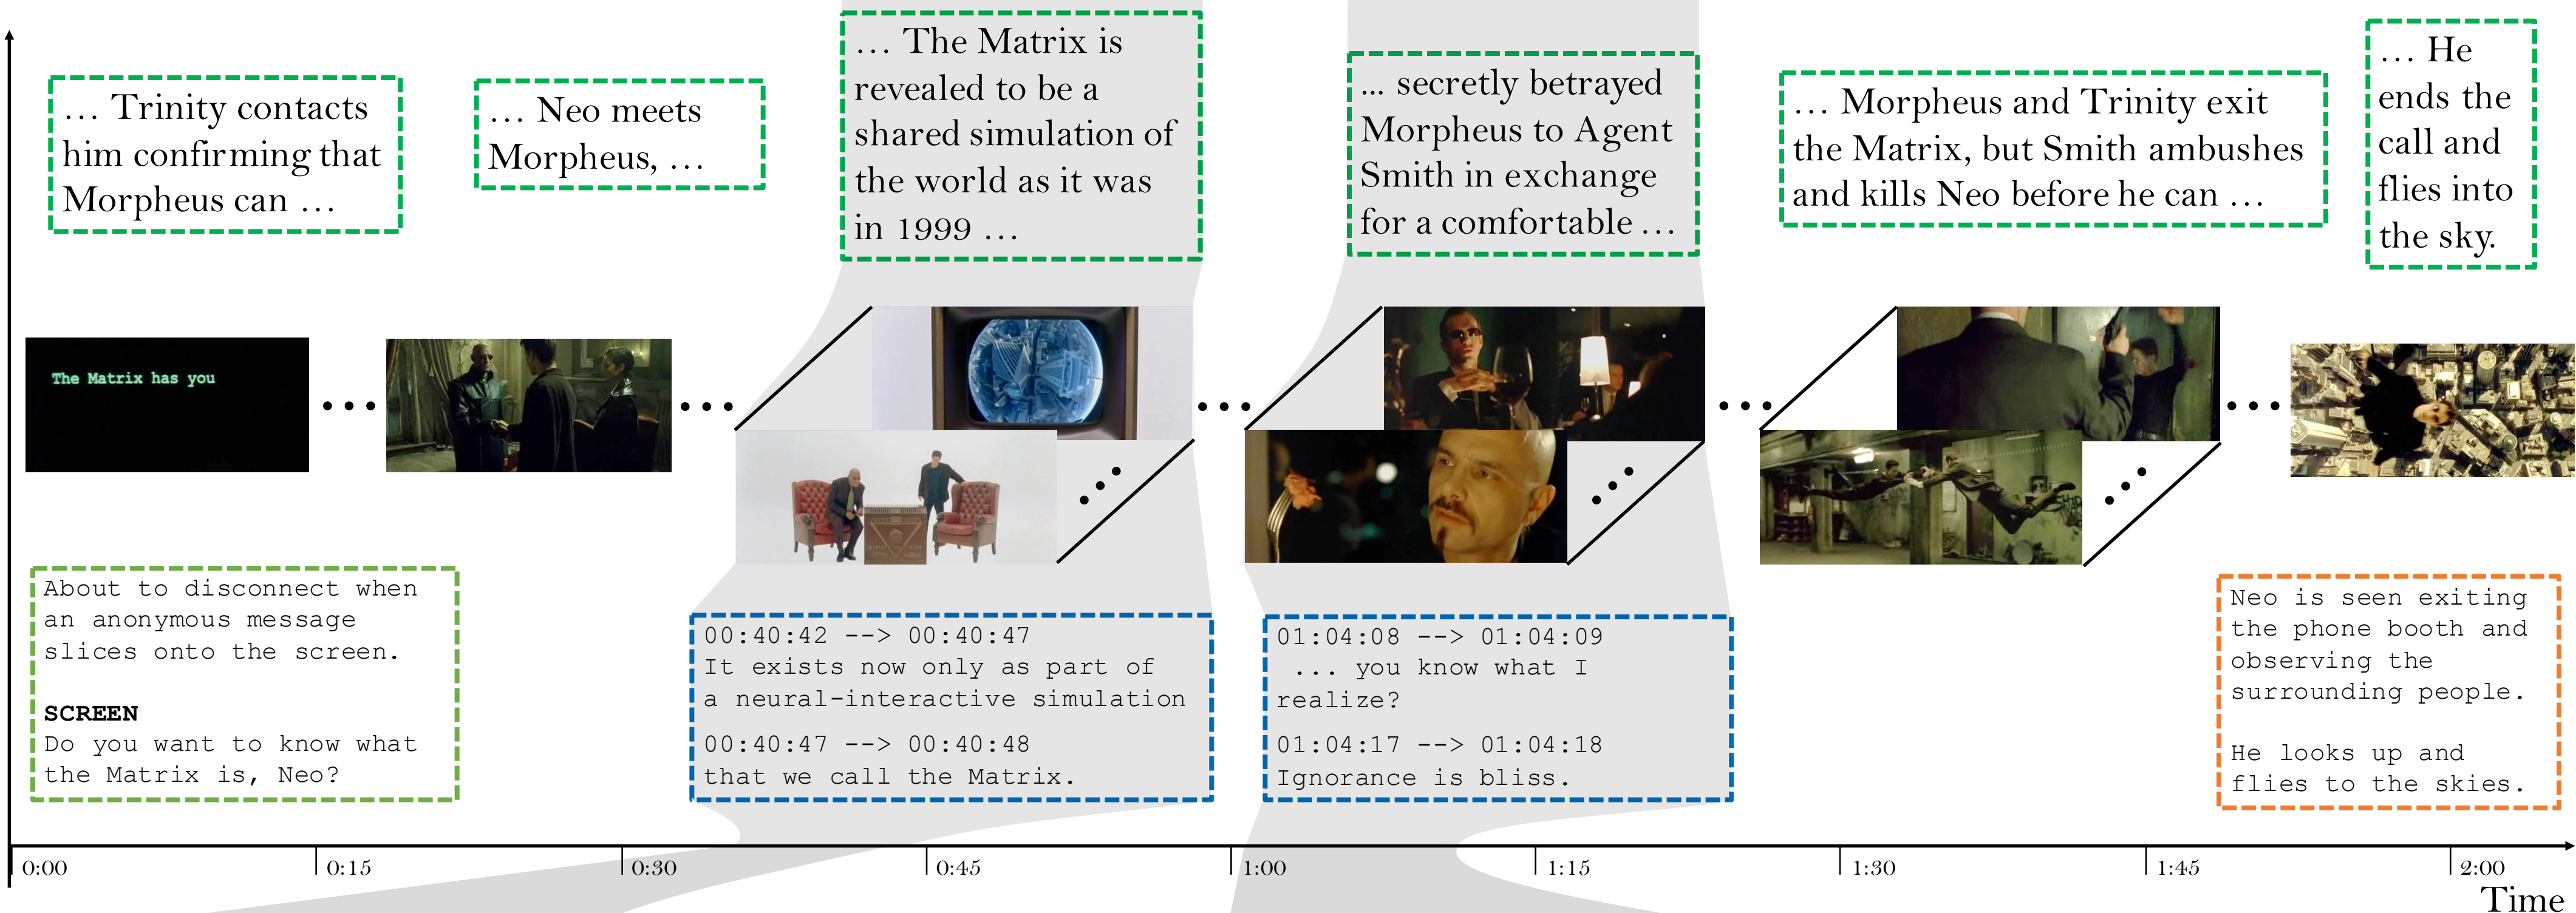 … Trinity contacts
him confirming that
Morpheus can …
… Neo meets
Morpheus, …
… The Matrix is
revealed to be a
shared simulation of
the world as it was
in 1999 …
... secretly betrayed
Morpheus to Agent
Smith in exchange
for a comfortable …
… Morpheus and Trinity exit
the Matrix, but Smith ambushes
and kills Neo before he can …
… He
ends the
call and
flies into
the sky.
The Matrix has you
About to disconnect when
an anonymous message
slices onto the screen.
SCREEN
Do you want to know what
the Matrix is, Neo?
00:40:42 --> 00:40:47
It exists now only as part of
a neural-interactive simulation
00:40:47 --> 00:40:48
that we call the Matrix.
01:04:08 --> 01:04:09
... you know what I
realize?
01:04:17 --> 01:04:18
Ignorance is bliss.
Neo is seen exiting
the phone booth and
observing the
surrounding people.
He looks up and
flies to the skies.
0:00
0:15
0:30
0:45
1:00
1:15
1:30
1:45
2:00
Time